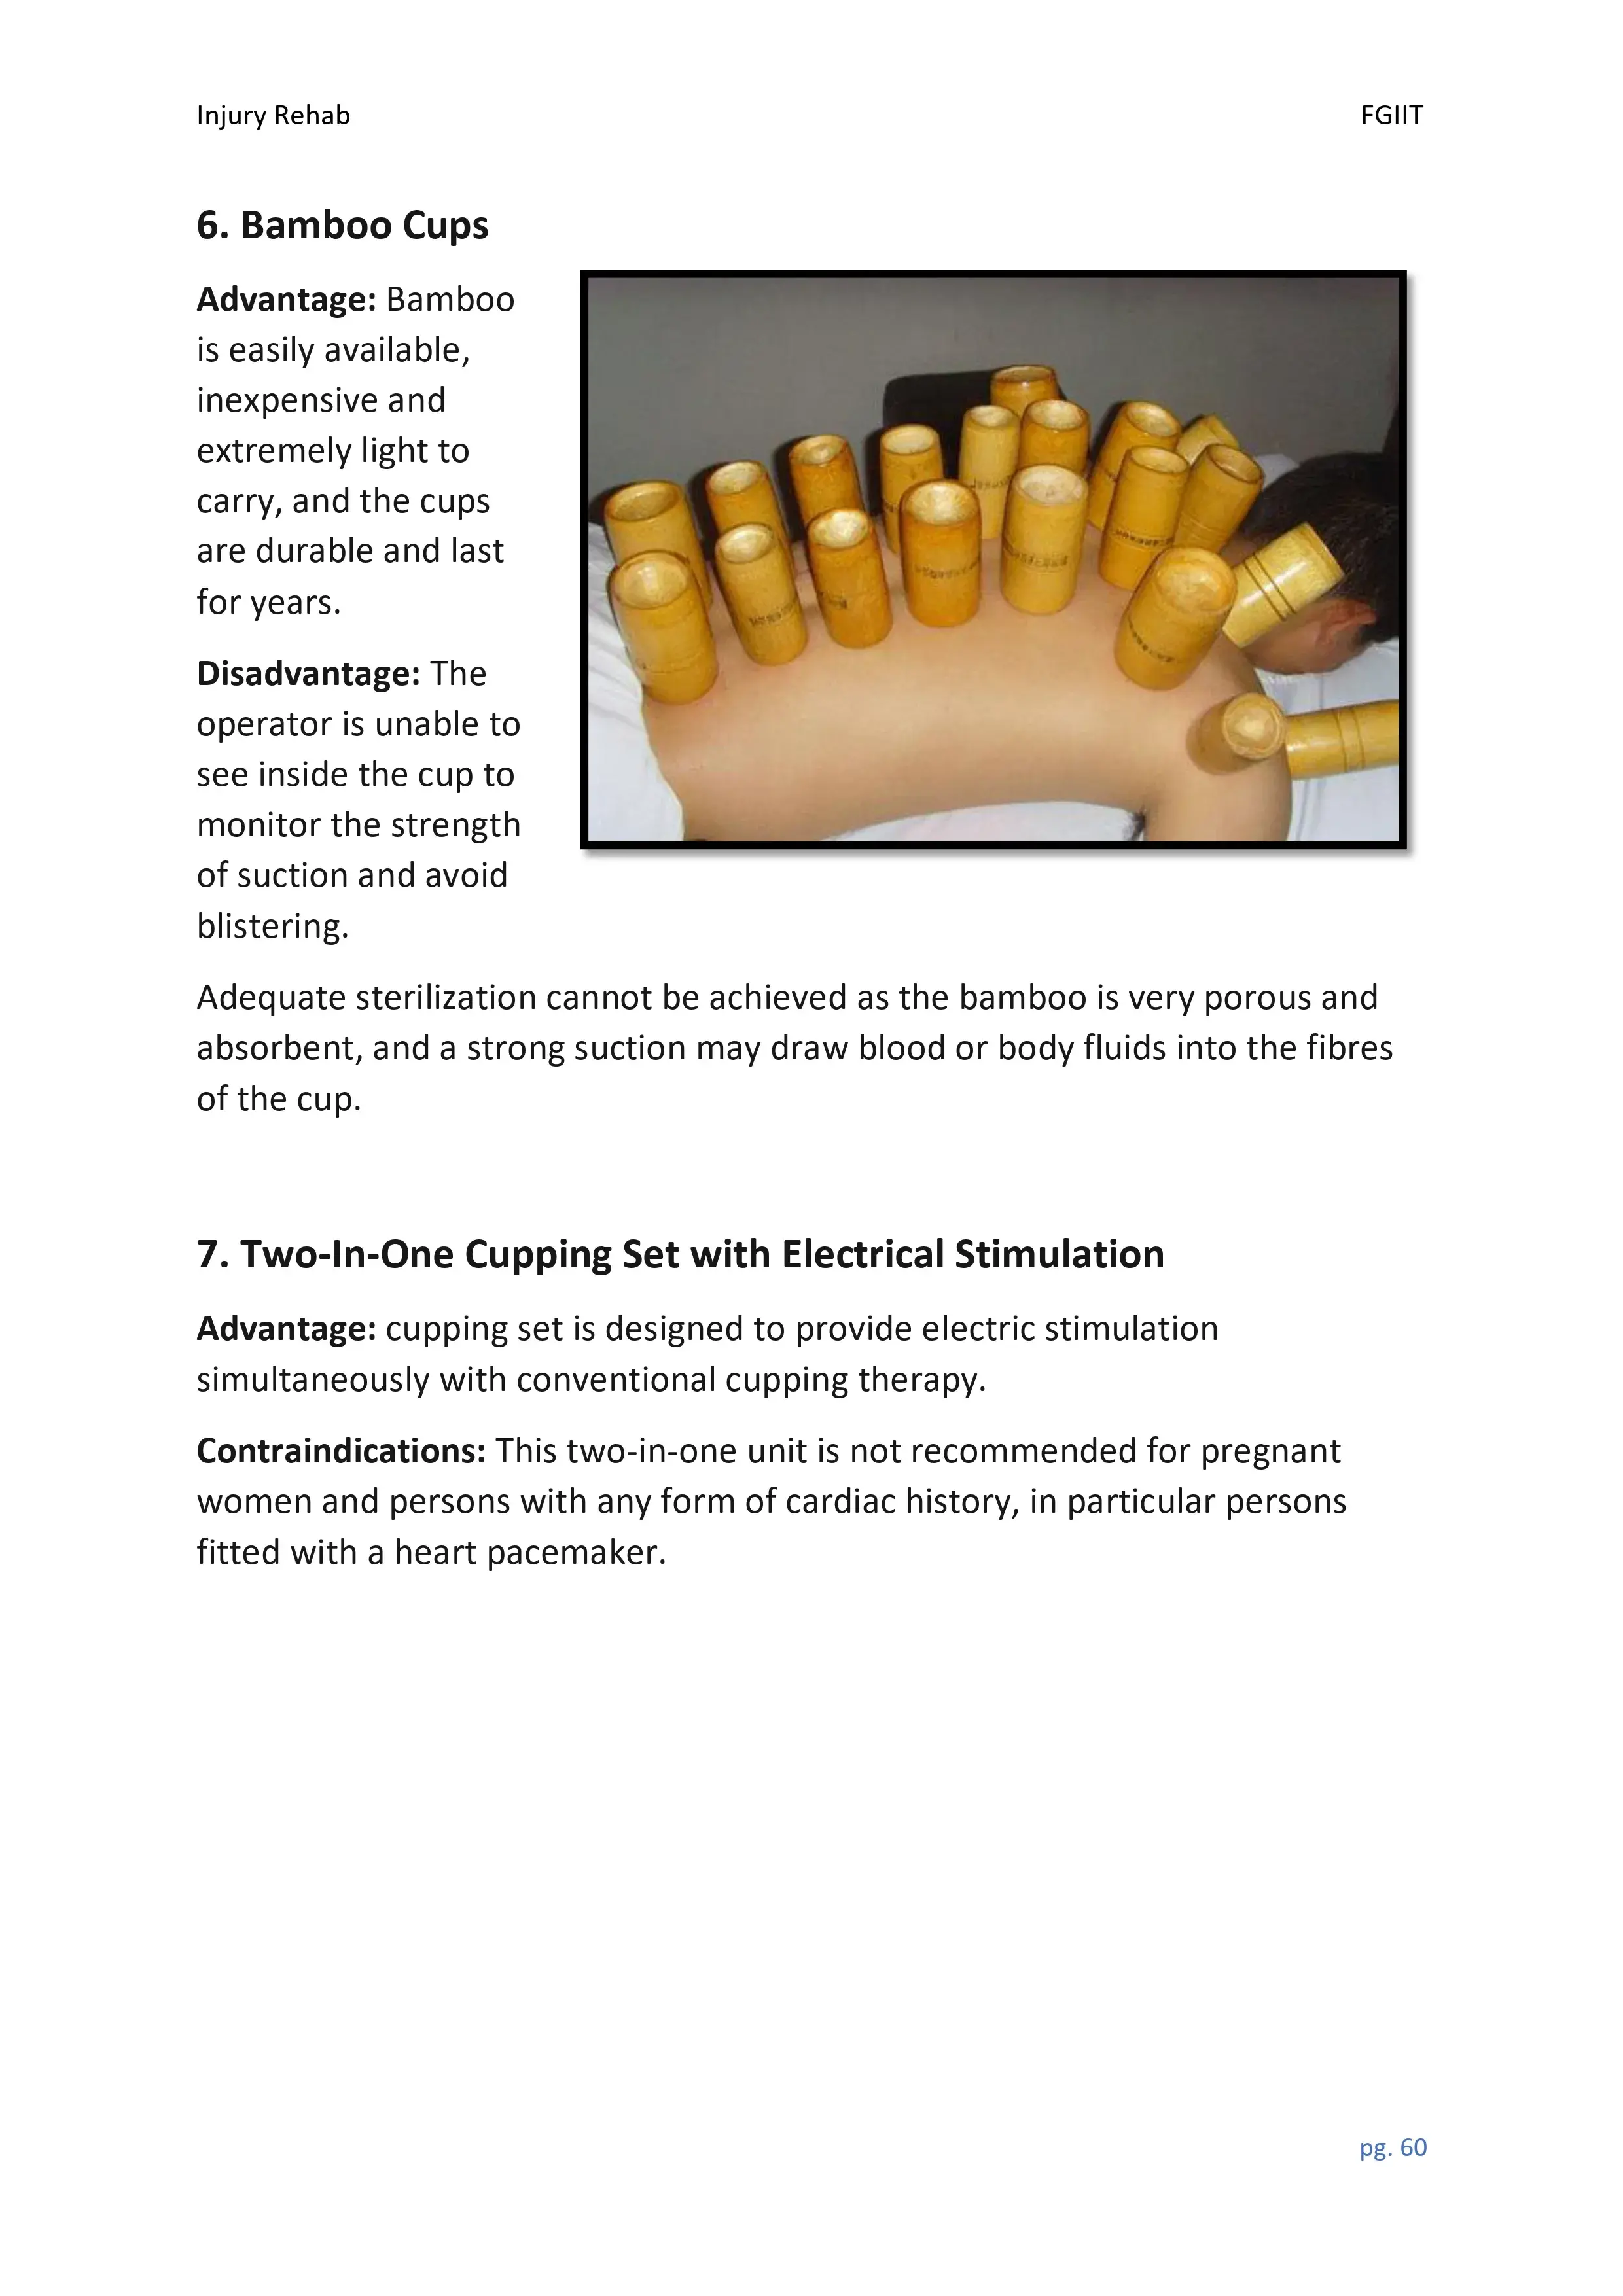 Injury Rehab FGIIT
6. Bamboo Cups
Advantage: Bamboo
is easily available,
inexpensive and
extremely light to
carry, and the cups
are durable and last
for years.
Disadvantage: The
operator is unable to
see inside the cup to
monitor the strength
of suction and avoid
blistering.
Adequate sterilization cannot be achieved as the bamboo is very porous and
absorbent, and a strong suction may draw blood or body fluids into the fibres
of the cup.
7. Two-In-One Cupping Set with Electrical Stimulation
Advantage: cupping set is designed to provide electric stimulation
simultaneously with conventional cupping therapy.
Contraindications: This two-in-one unit is not recommended for pregnant
women and persons with any form of cardiac history, in particular persons
fitted with a heart pacemaker.
pg. 60